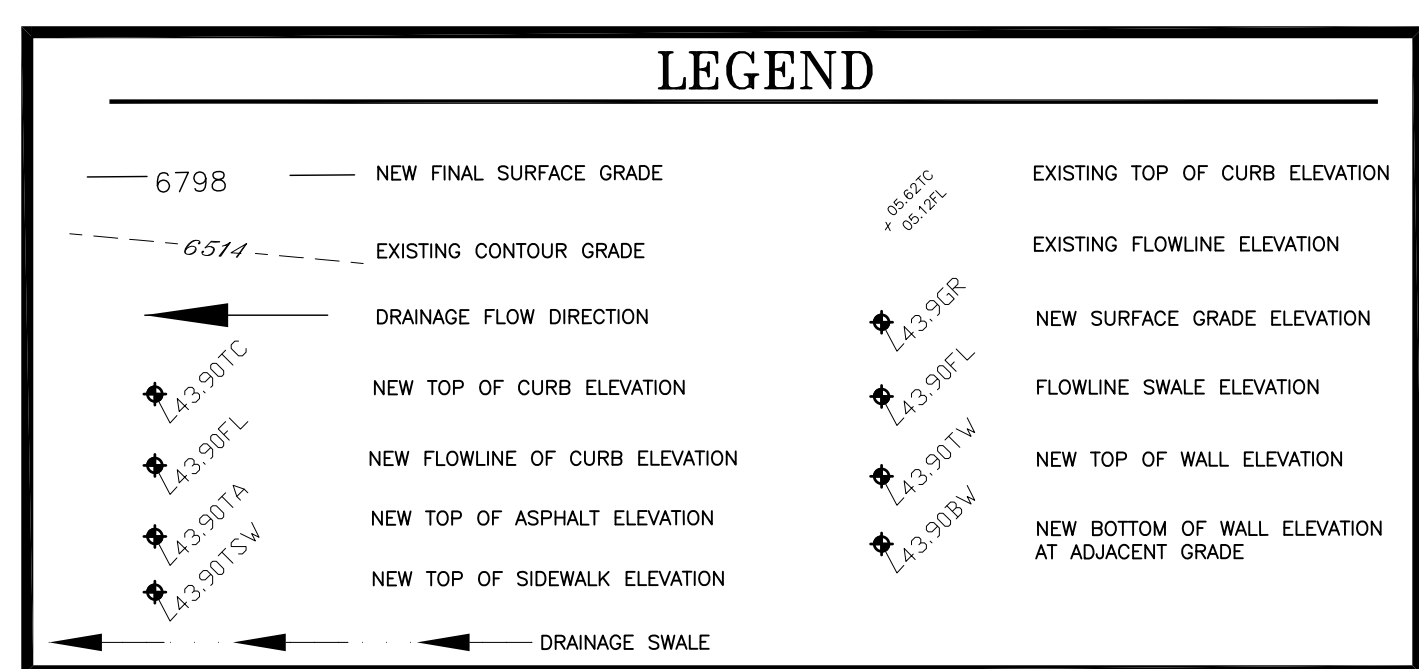 LEGEND
6798 NEW FINAL SURFACE GRADE
6514 EXISTING CONTOUR GRADE
DRAINAGE FLOW DIRECTION
43.90TC NEW TOP OF CURB ELEVATION
43.90FL NEW FLOWLINE OF CURB ELEVATION
43.90TA NEW TOP OF ASPHALT ELEVATION
43.90TSW NEW TOP OF SIDEWALK ELEVATION
DRAINAGE SWALE
05.62TC EXISTING TOP OF CURB ELEVATION
05.12FL EXISTING FLOWLINE ELEVATION
43.9GR NEW SURFACE GRADE ELEVATION
43.90FL FLOWLINE SWALE ELEVATION
43.90TW NEW TOP OF WALL ELEVATION
43.90BW NEW BOTTOM OF WALL ELEVATION
AT ADJACENT GRADE